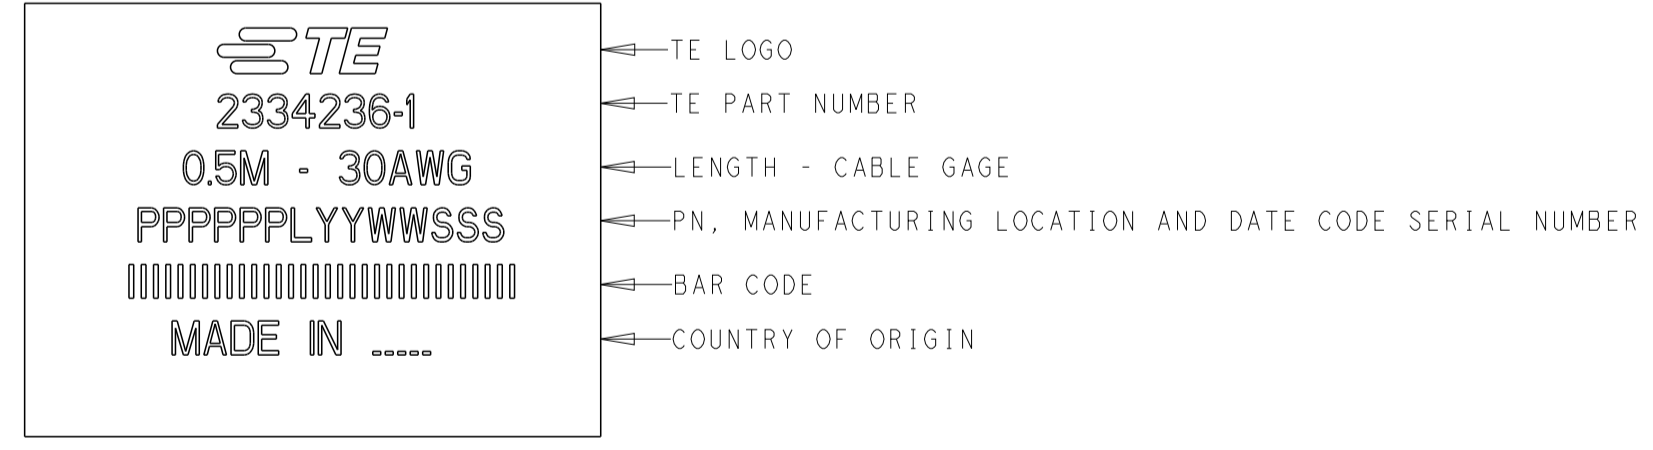 TE
TE LOGO
2334236-1
TE PART NUMBER
0.5M - 30AWG
LENGTH - CABLE GAGE
PPPPPPLYYWWSSS
PN, MANUFACTURING LOCATION AND DATE CODE SERIAL NUMBER
BAR CODE
MADE IN _____
COUNTRY OF ORIGIN